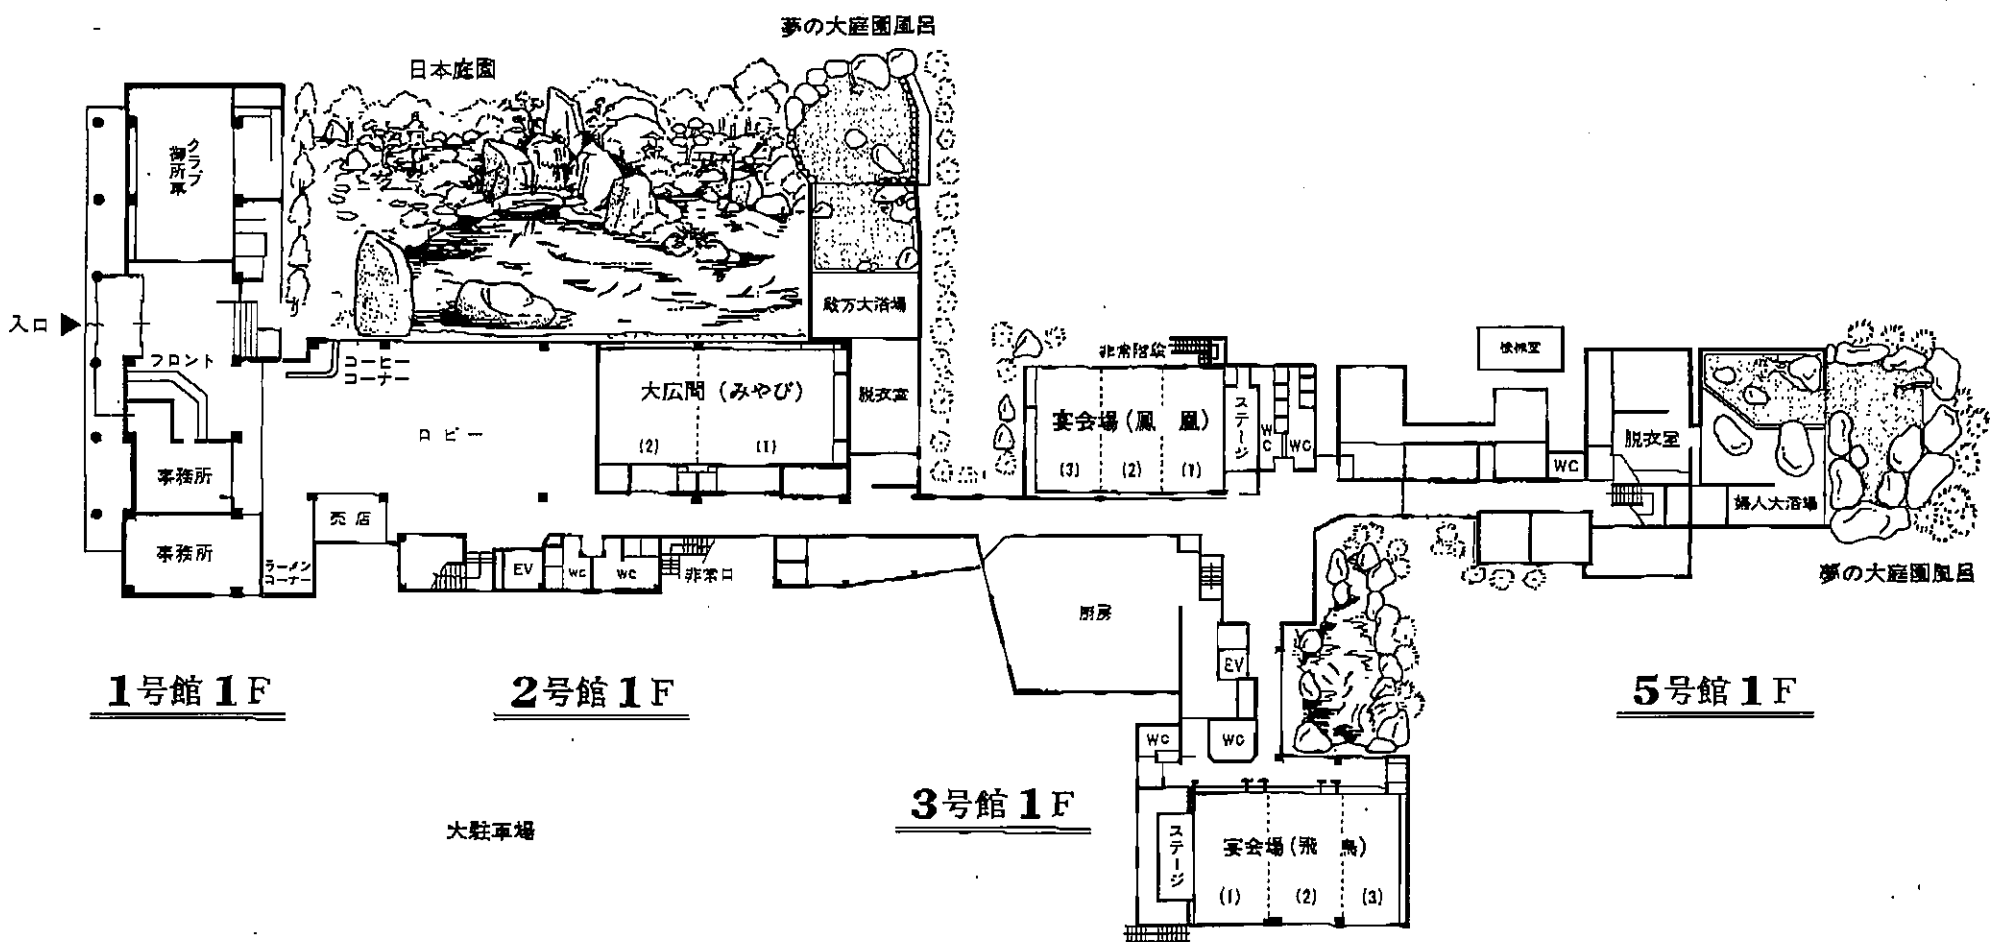 夢の大庭園風呂
日本庭園
クラブ
御所車
入口
フロント
コーヒー
コーナー
殿方大浴場
大広間（みやび）
(2)
(1)
脱衣室
ロビー
事務所
事務所
売店
ラーメン
コーナー
EV
WC
WC
非常口
非常階段
宴会場（鳳凰）
(3)
(2)
(1)
ステージ
WC
WC
機械室
WC
脱衣室
婦人大浴場
夢の大庭園風呂
厨房
EV
WC
WC
1号館1F
2号館1F
3号館1F
5号館1F
大駐車場
ステージ
宴会場（飛鳥）
(1)
(2)
(3)